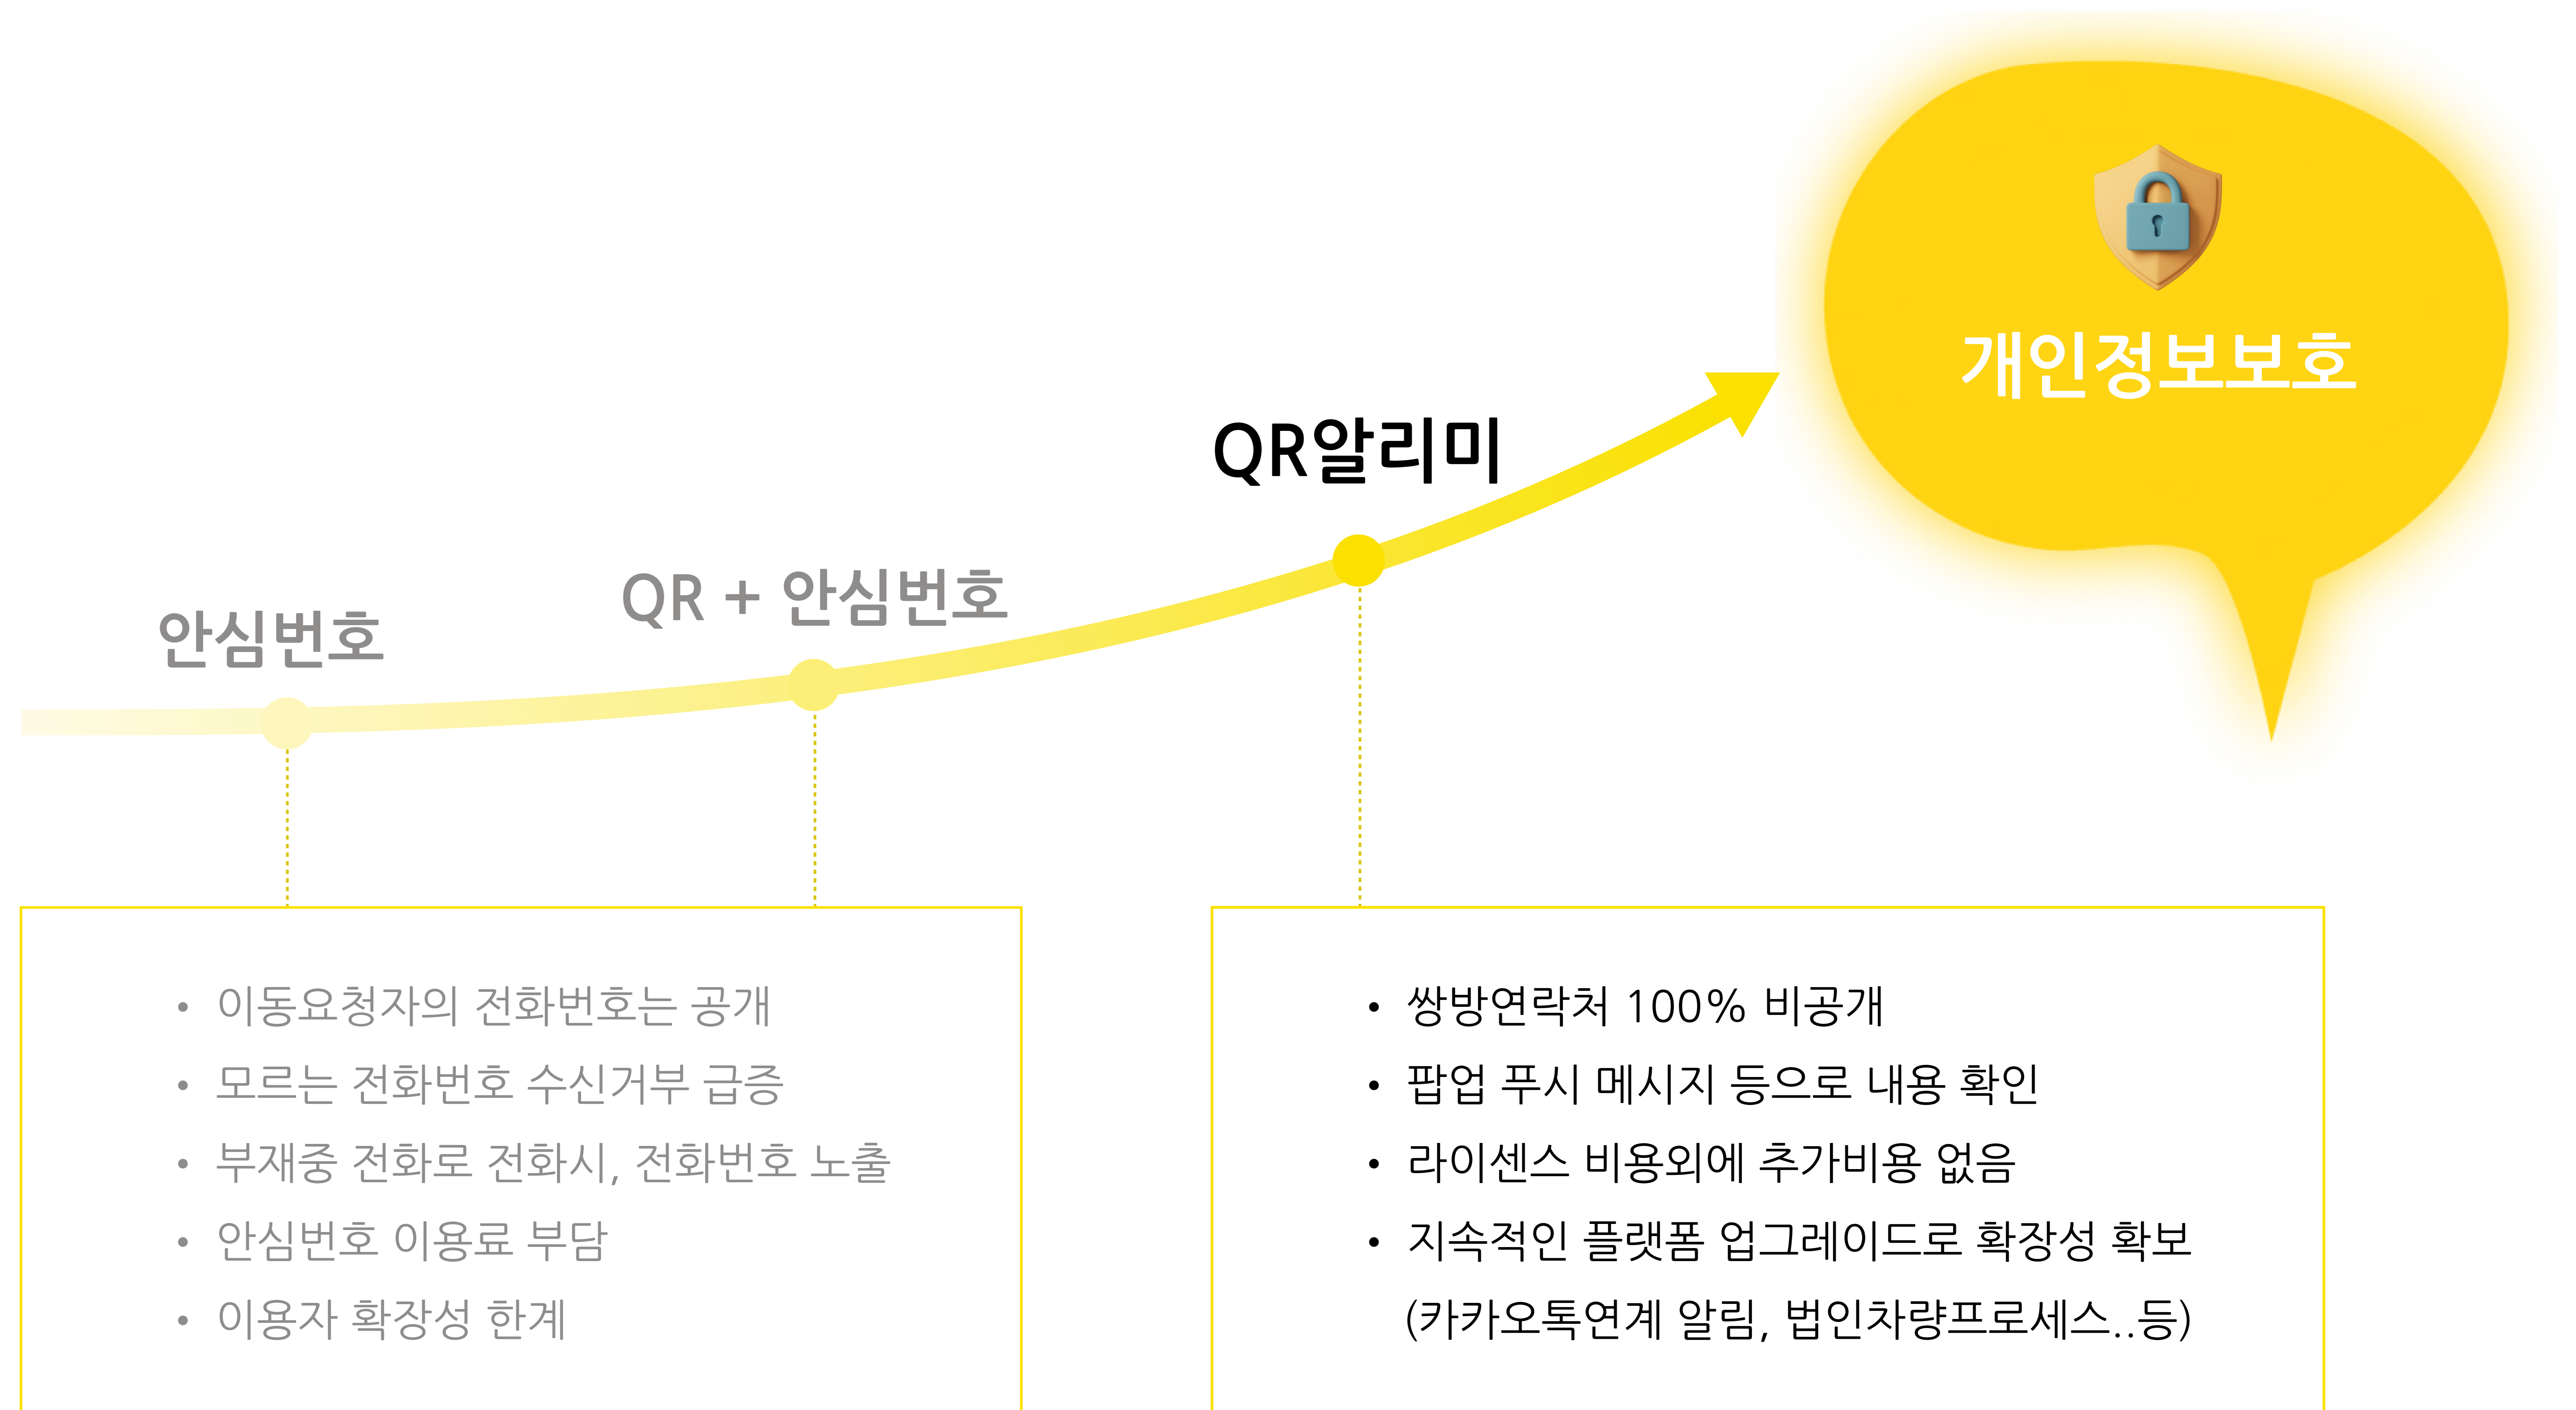 개인정보보호
QR알리미
QR + 안심번호
안심번호
• 이동요청자의 전화번호는 공개
• 모르는 전화번호 수신거부 급증
• 부재중 전화로 전화시, 전화번호 노출
• 안심번호 이용료 부담
• 이용자 확장성 한계
• 쌍방연락처 100% 비공개
• 팝업 푸시 메시지 등으로 내용 확인
• 라이센스 비용외에 추가비용 없음
• 지속적인 플랫폼 업그레이드로 확장성 확보
(카카오톡연계 알림, 법인차량프로세스..등)